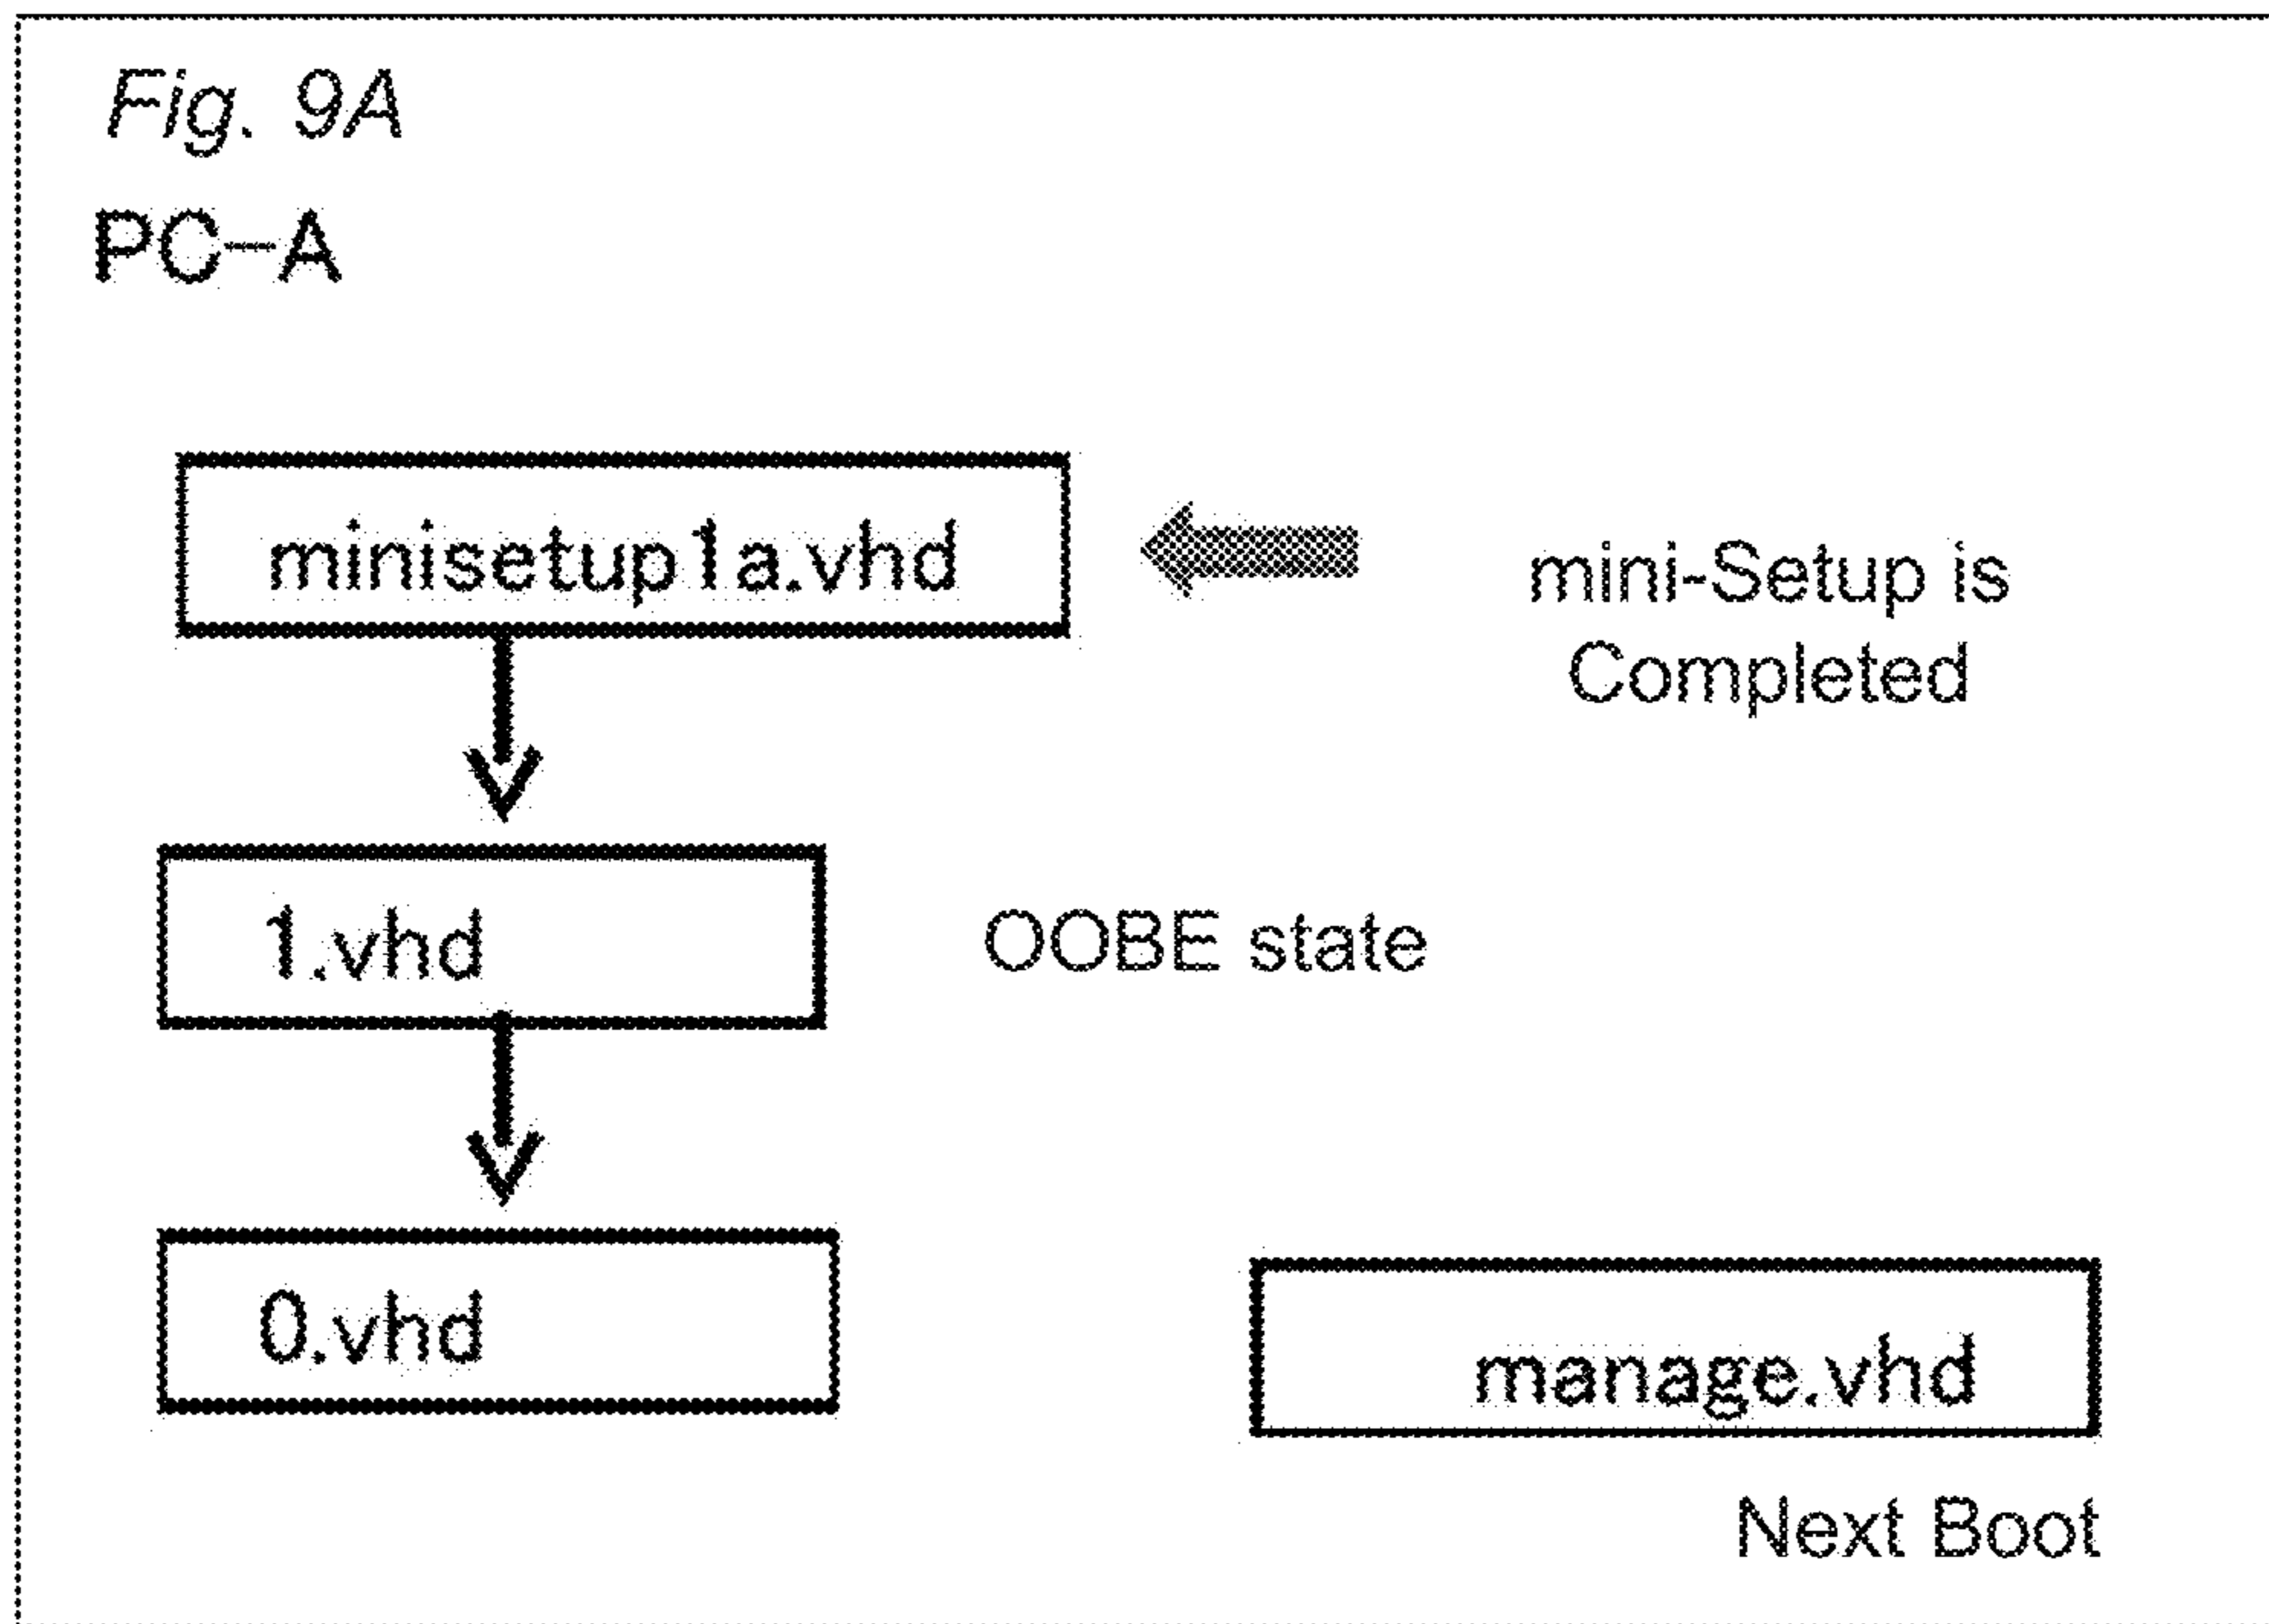 Fig. 9A
PC-A
minisetup1a.vhd
mini-Setup is
Completed
1.vhd
OOBE state
0.vhd
manage.vhd
Next Boot